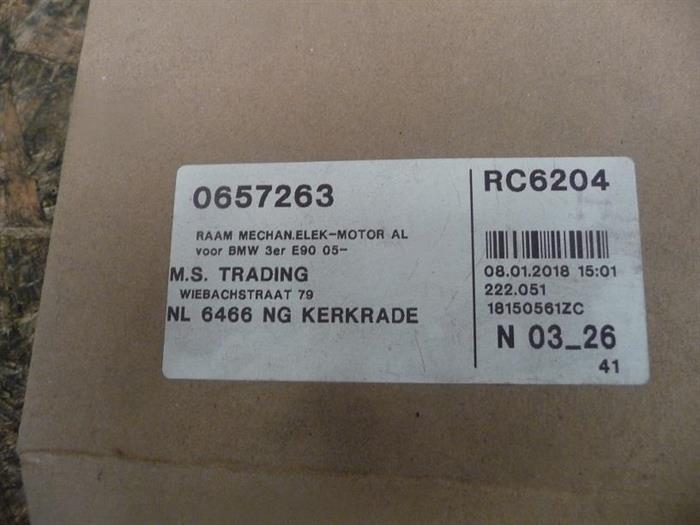 0657263
RAAM MECHAN.ELEK-MOTOR AL
voor BMW 3er E90 05-
M.S. TRADING
WIEBACHSTRAAT 79
NL 6466 NG KERKRADE
RC6204
08.01.2018 15:01
222.051
18150561ZC
N 03_26
41